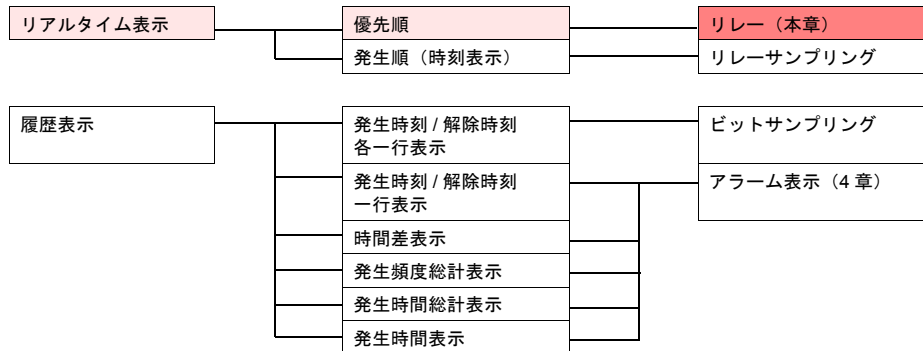 リアルタイム表示
優先順
リレー（本章）
発生順（時刻表示）
リレーサンプリング
履歴表示
発生時刻 / 解除時刻
各一行表示
ビットサンプリング
発生時刻 / 解除時刻
一行表示
アラーム表示（4 章）
時間差表示
発生頻度総計表示
発生時間総計表示
発生時間表示